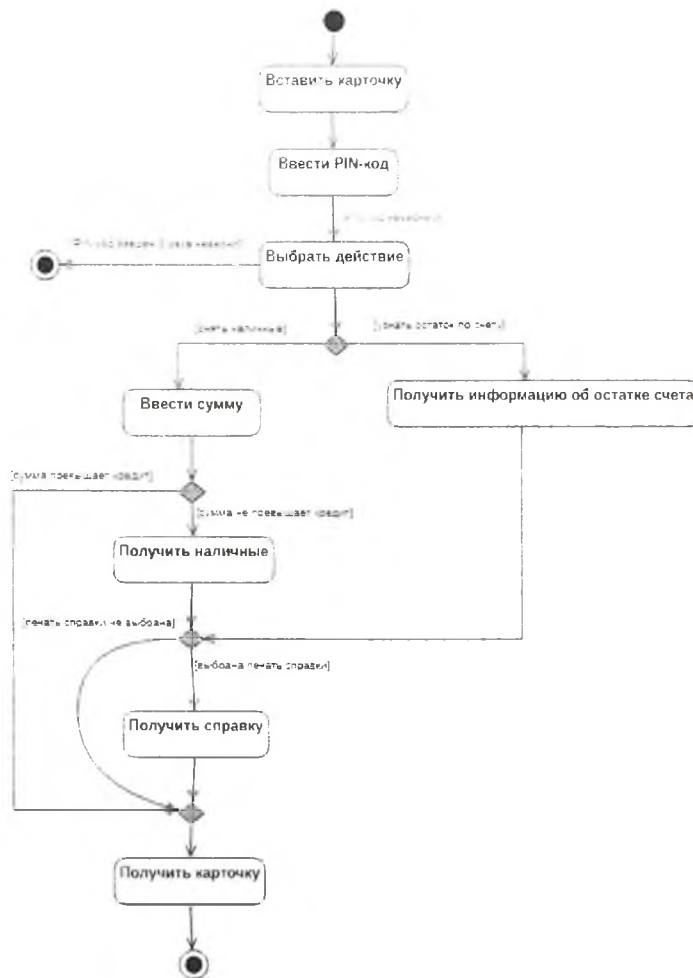 Вставить карточку
Ввести PIN-код
Выбрать действие
[снять наличные]
[узнать остаток по счету]
Ввести сумму
Получить информацию об остатке счета
[сумма превышает кредит]
[сумма не превышает кредит]
Получить наличные
[печать справки не выбрана]
[выбрана печать справки]
Получить справку
Получить карточку